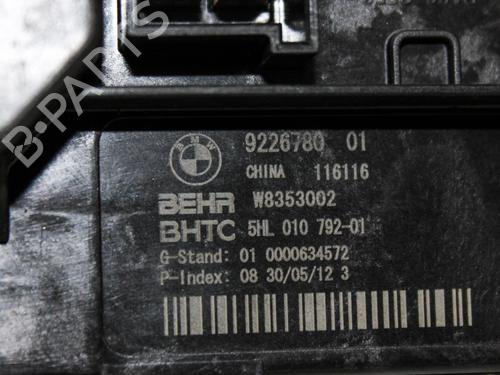 BMW
9226780 01
CHINA 116116
BEHR W8353002
BHTC 5HL 010 792-01
G-Stand: 01 0000634572
P-Index: 08 30/05/12 3
B-PARTS